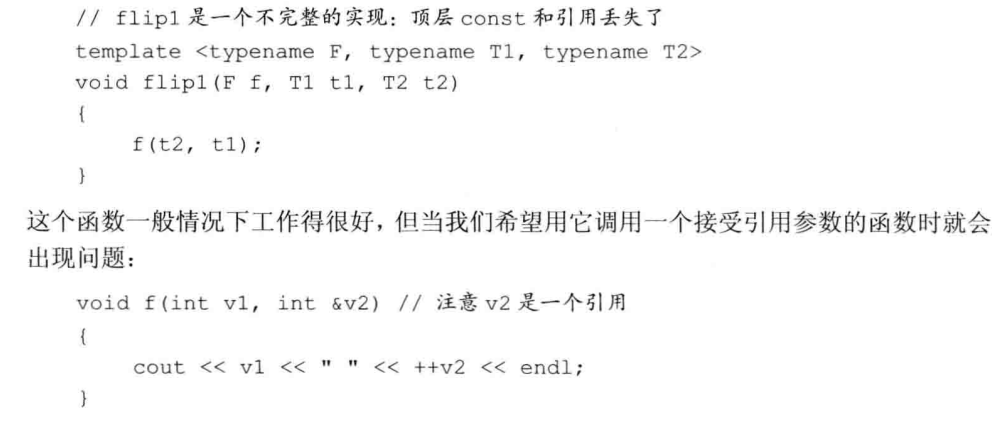 // flip1 是一个不完整的实现：顶层 const 和引用丢失了
template <typename F, typename T1, typename T2>
void flip1(F f, T1 t1, T2 t2)
{
    f(t2, t1);
}
这个函数一般情况下工作得很好，但当我们希望用它调用一个接受引用参数的函数时就会
出现问题：
void f(int v1, int &v2) // 注意 v2 是一个引用
{
    cout << v1 << " " << ++v2 << endl;
}